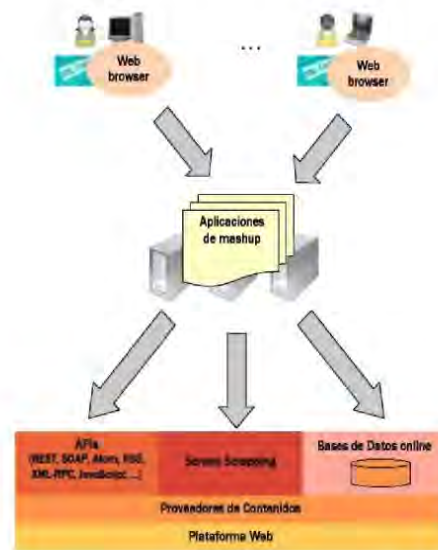 Web
browser
...
Web
browser
Aplicaciones
de mashup
APIs
(REST, SOAP, Atom, RSS,
XML-RPC, JavaScript, ...)
Screen Scrapping
Bases de Datos online
Proveedores de Contenidos
Plataforma Web